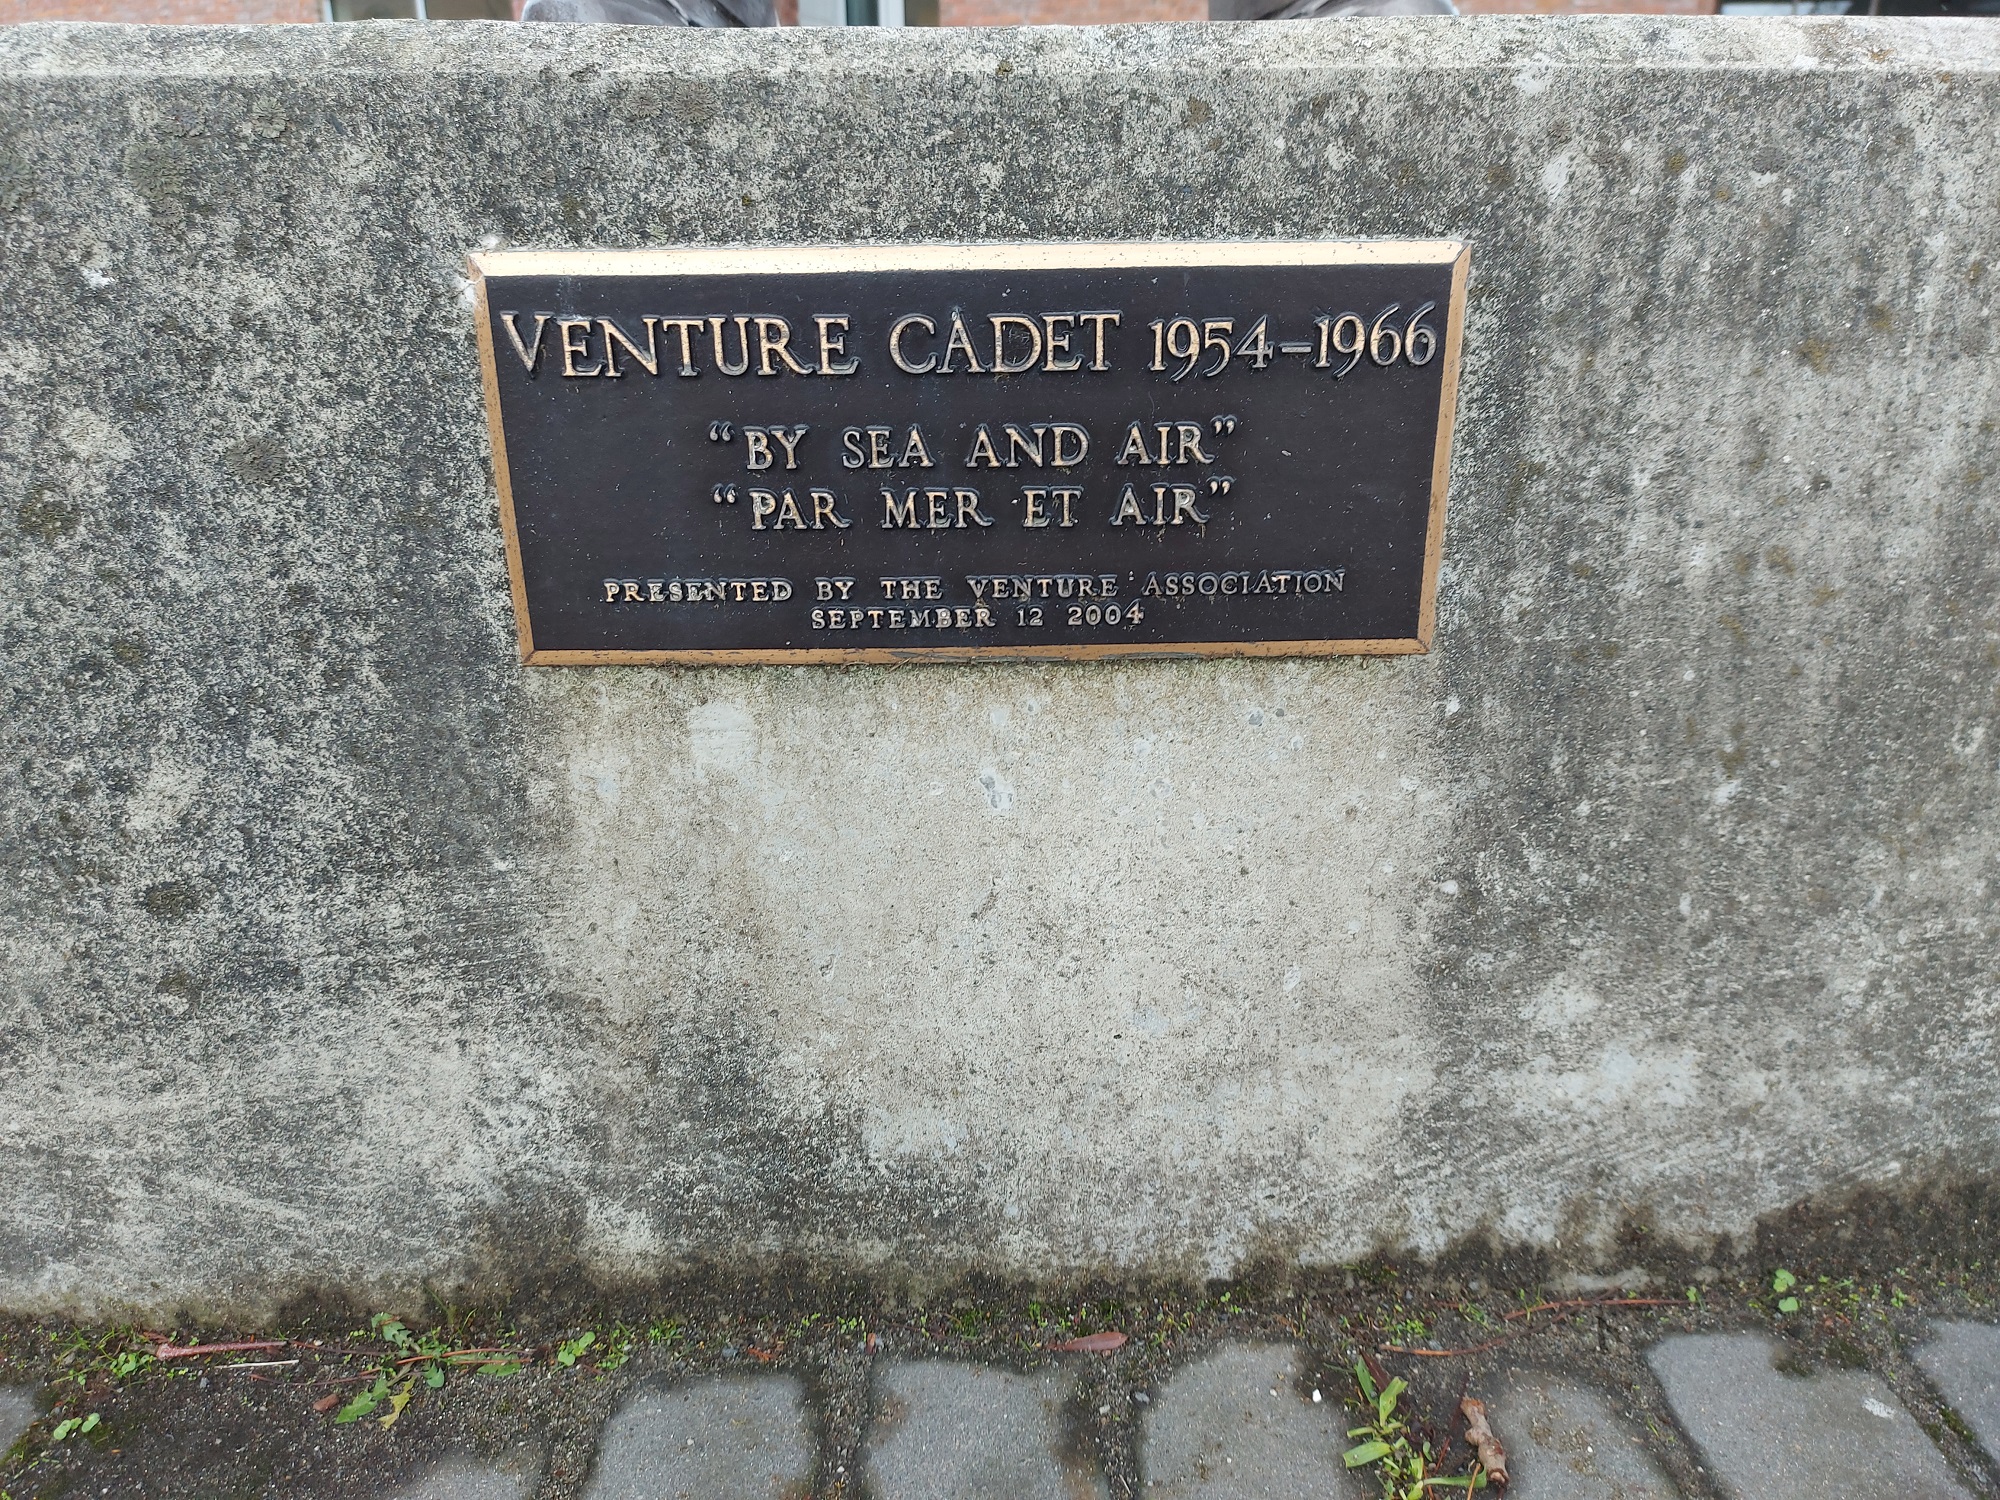 VENTURE CADET 1954-1966
"BY SEA AND AIR"
"PAR MER ET AIR"
PRESENTED BY THE VENTURE ASSOCIATION
SEPTEMBER 12 2004